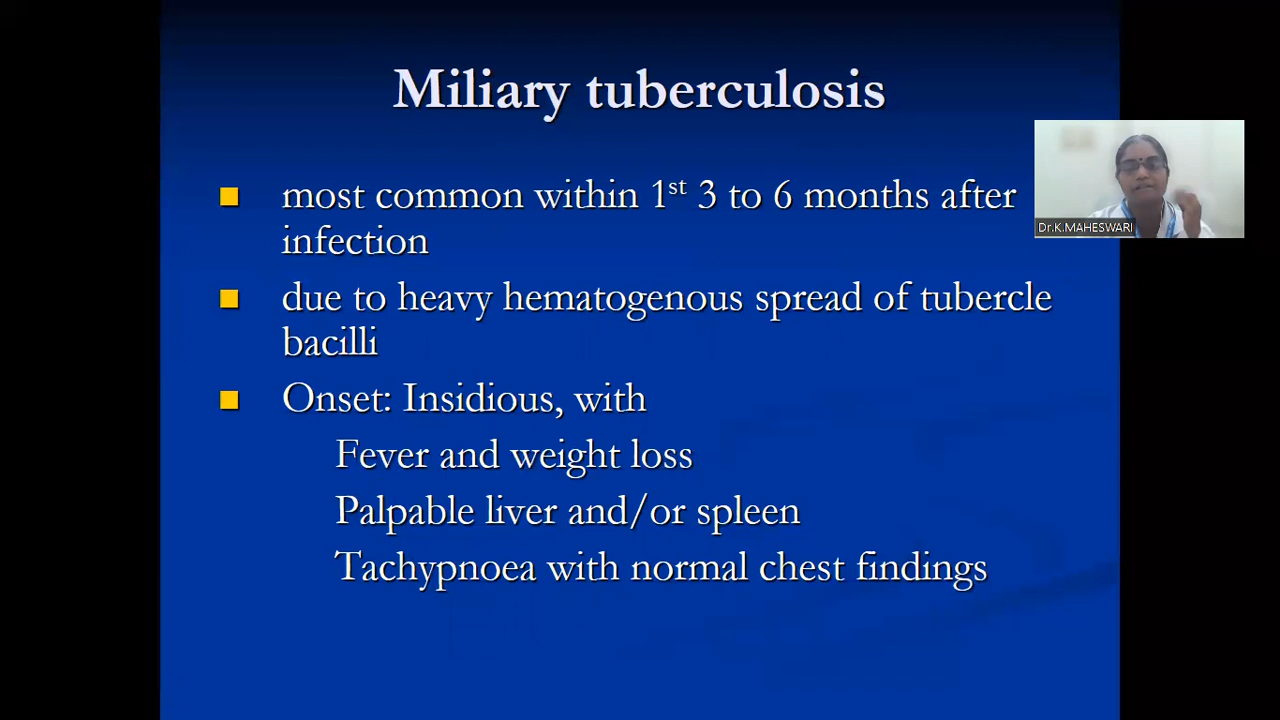 Miliary tuberculosis
most common within 1st 3 to 6 months after
infection
due to heavy hematogenous spread of tubercle
bacilli
Onset: Insidious, with
Fever and weight loss
Palpable liver and/or spleen
Tachypnoea with normal chest findings
Dr.K.MAHESWARI